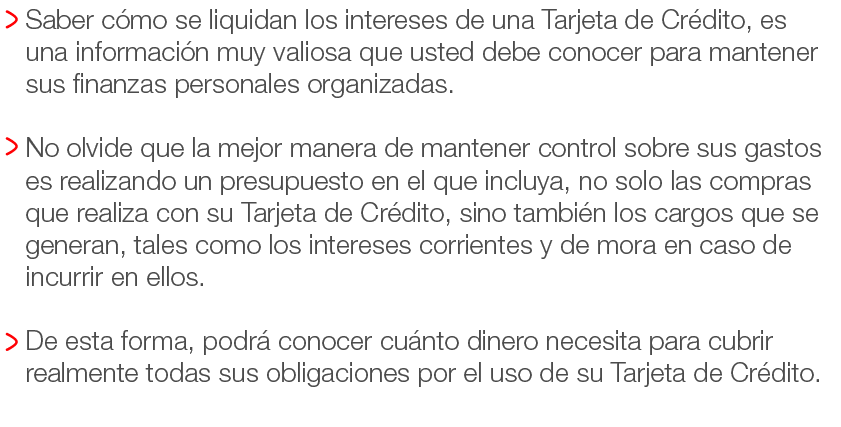 > Saber cómo se liquidan los intereses de una Tarjeta de Crédito, es
una información muy valiosa que usted debe conocer para mantener
sus finanzas personales organizadas.
> No olvide que la mejor manera de mantener control sobre sus gastos
es realizando un presupuesto en el que incluya, no solo las compras
que realiza con su Tarjeta de Crédito, sino también los cargos que se
generan, tales como los intereses corrientes y de mora en caso de
incurrir en ellos.
> De esta forma, podrá conocer cuánto dinero necesita para cubrir
realmente todas sus obligaciones por el uso de su Tarjeta de Crédito.